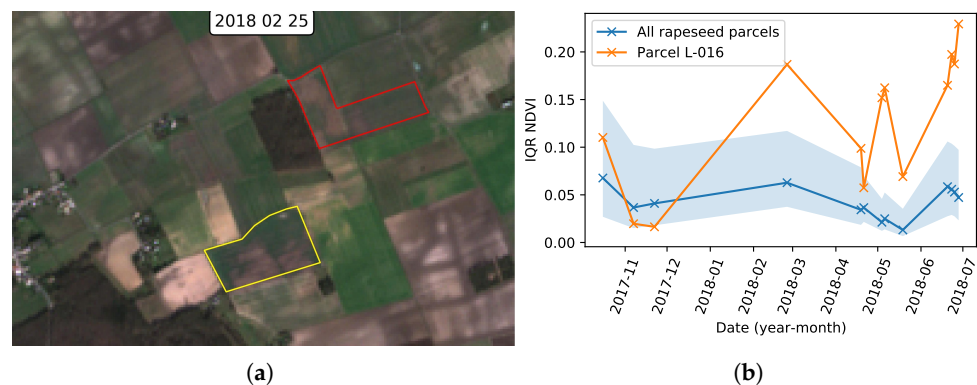 2018 02 25
All rapeseed parcels
Parcel L-016
IQR NDVI
0.20
0.15
0.10
0.05
0.00
2017-11
2017-12
2018-01
2018-02
2018-03
2018-04
2018-05
2018-06
2018-07
Date (year-month)
(a)
(b)